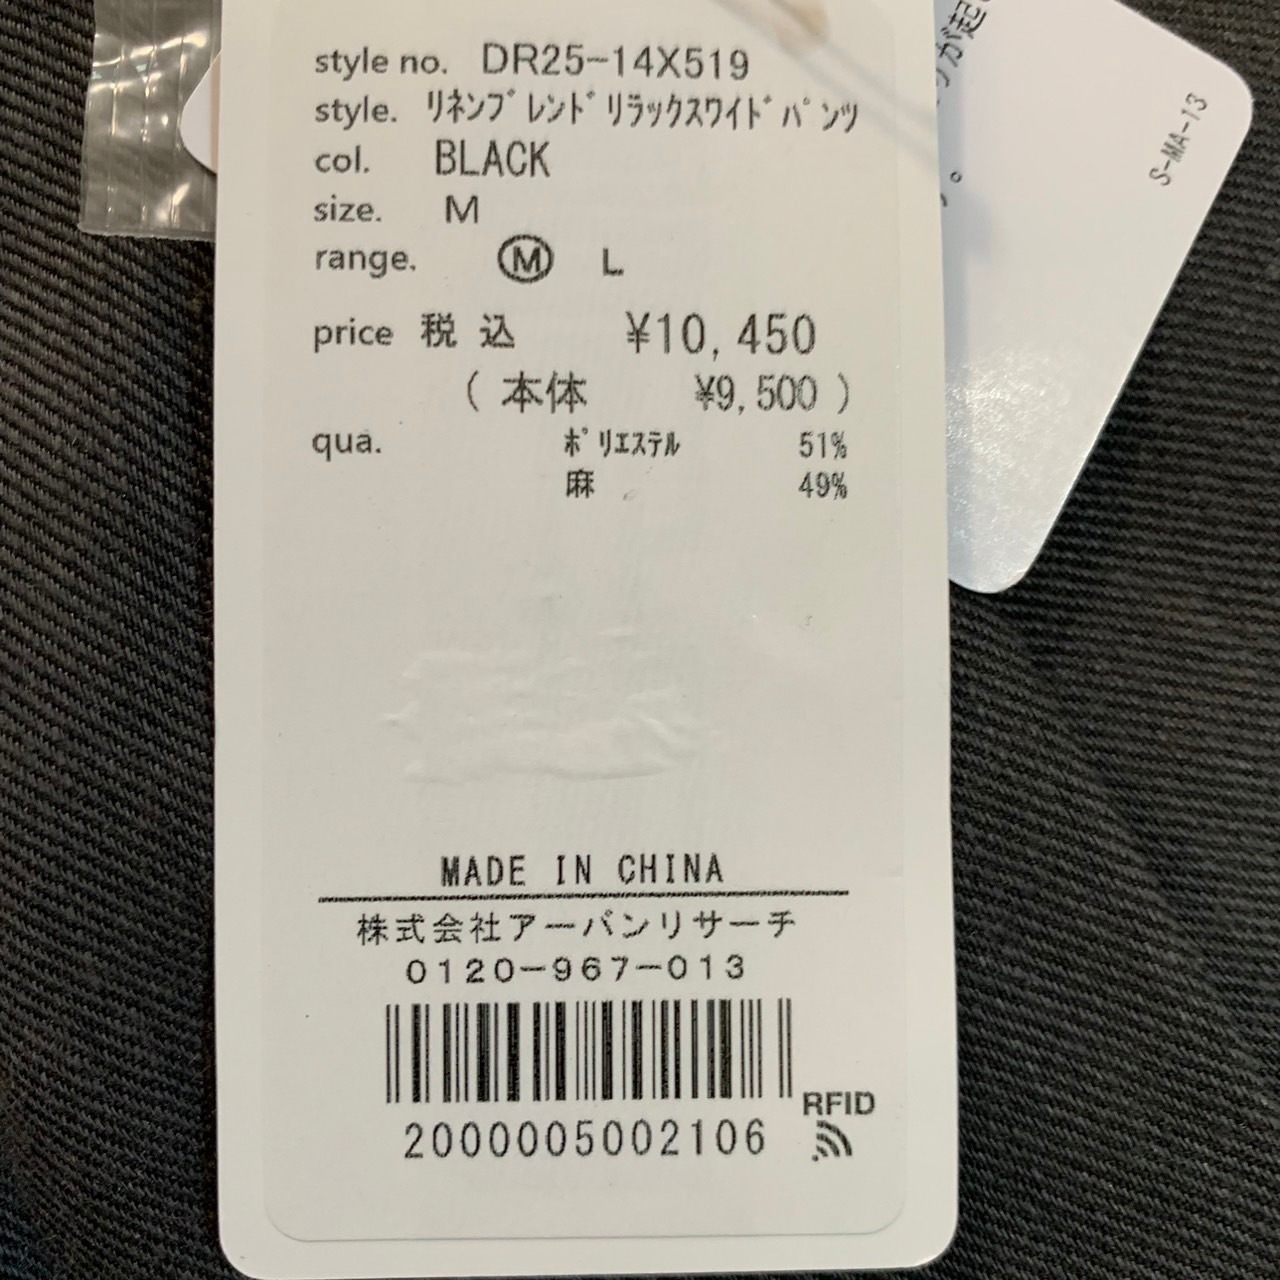 style no. DR25-14X519
style. ﾘﾈﾝﾌﾞﾚﾝﾄﾞﾘﾗｯｸｽﾜｲﾄﾞﾊﾟﾝﾂ
col. BLACK
size. M
range. Ⓜ L
price 税込 ¥10,450
(本体 ¥9,500)
qua. ﾎﾟﾘｴｽﾃﾙ 51%
麻 49%
MADE IN CHINA
株式会社アーバンリサーチ
0120-967-013
2000005002106
RFID
S-MA-13